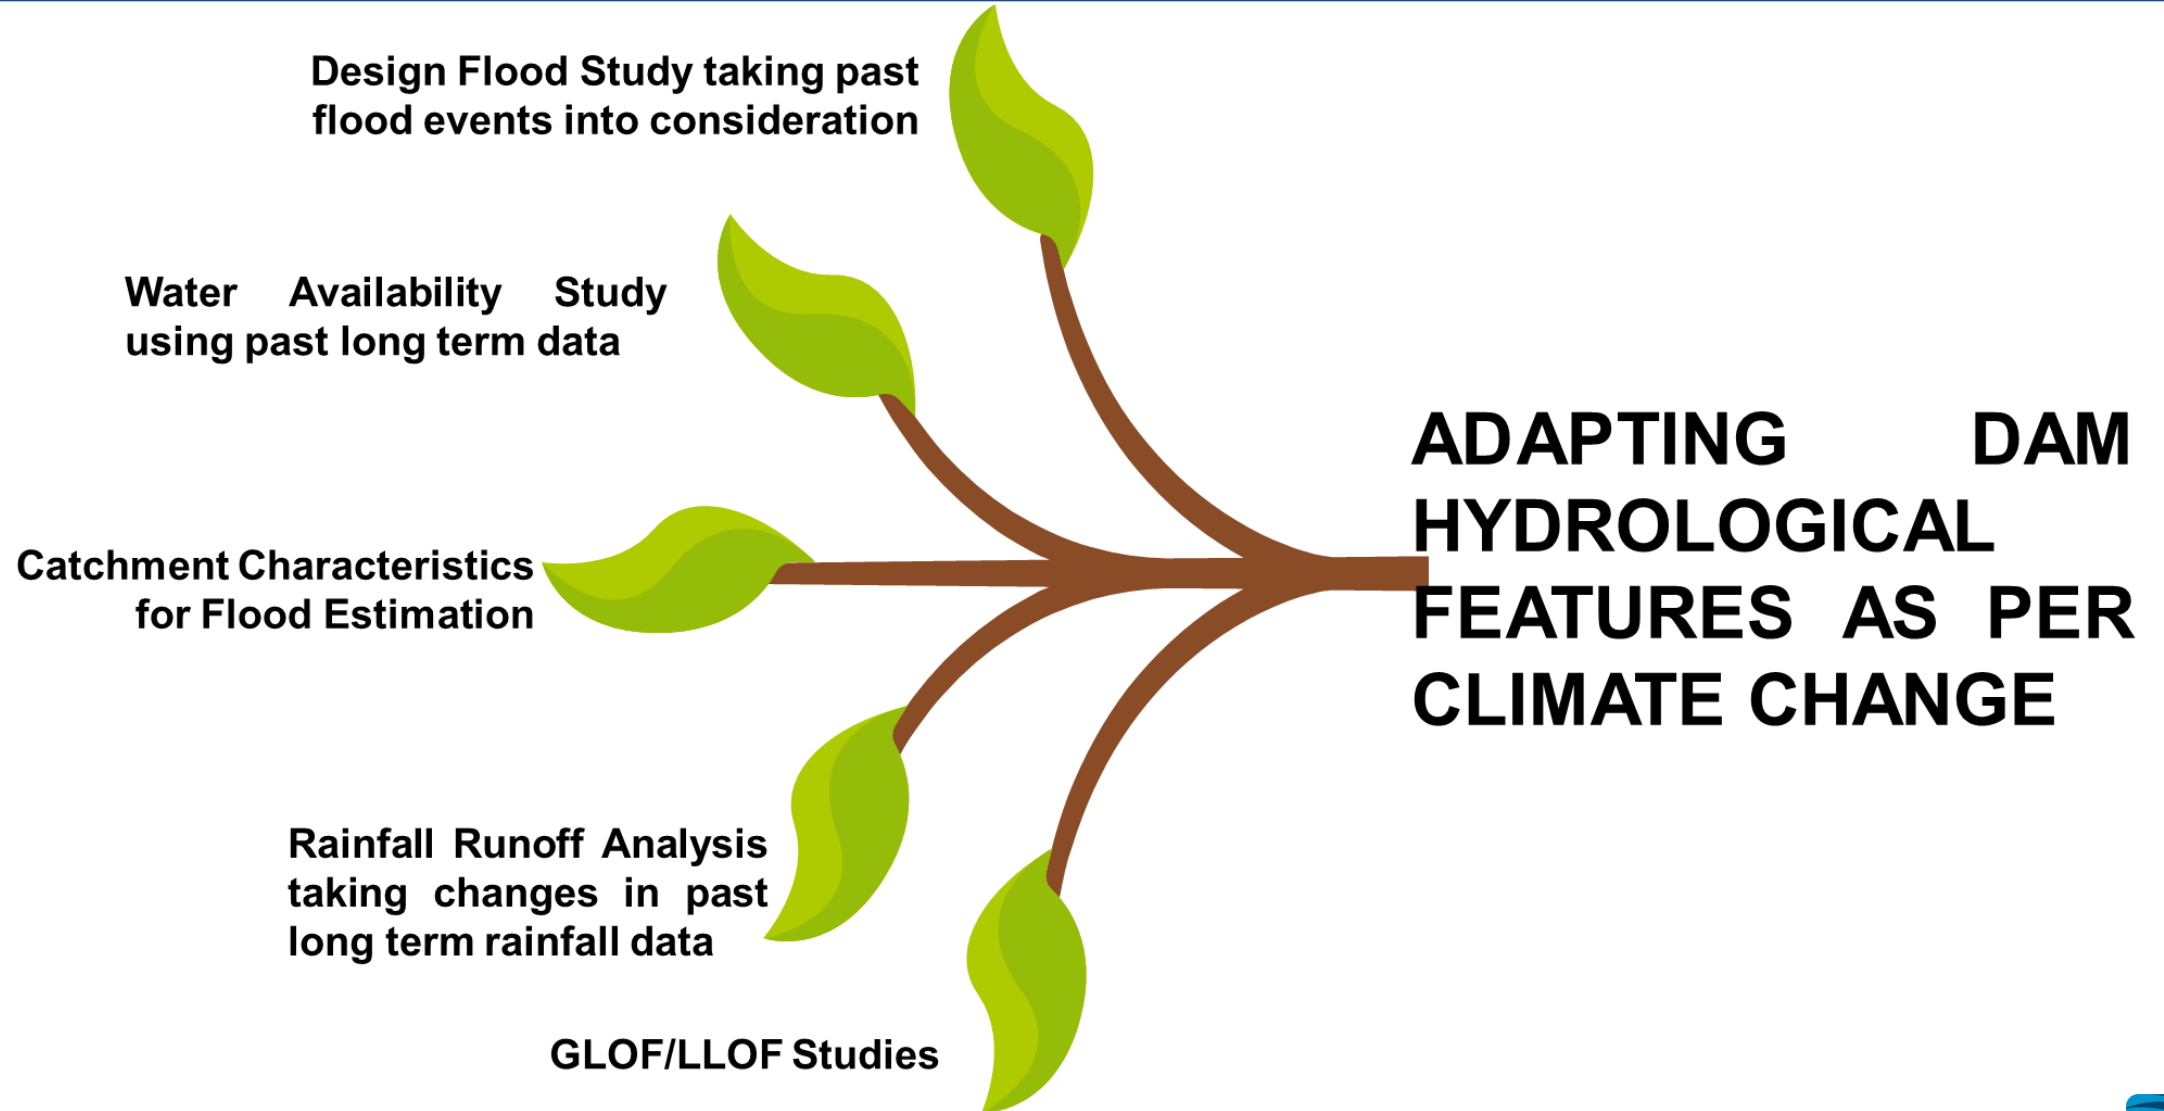 Design Flood Study taking past
flood events into consideration
Water Availability Study
using past long term data
Catchment Characteristics
for Flood Estimation
Rainfall Runoff Analysis
taking changes in past
long term rainfall data
GLOF/LLOF Studies
ADAPTING DAM
HYDROLOGICAL
FEATURES AS PER
CLIMATE CHANGE